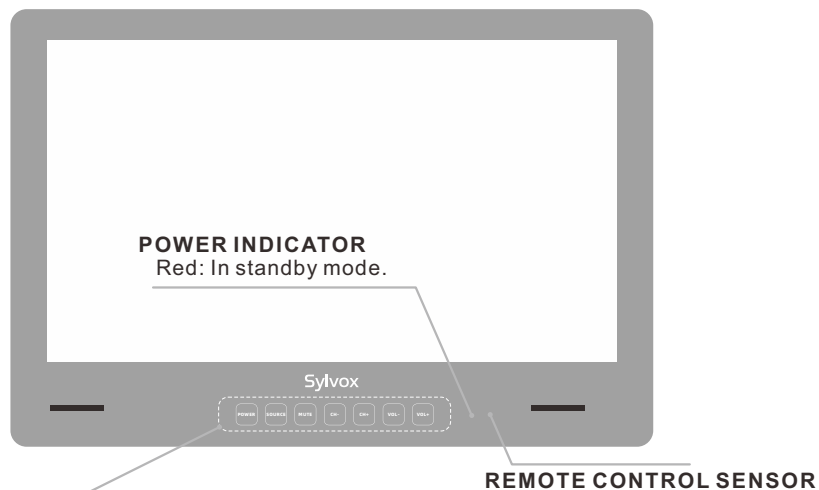 POWER INDICATOR
Red: In standby mode.
Sylvox
POWER SOURCE MUTE CH- CH+ VOL- VOL+
REMOTE CONTROL SENSOR